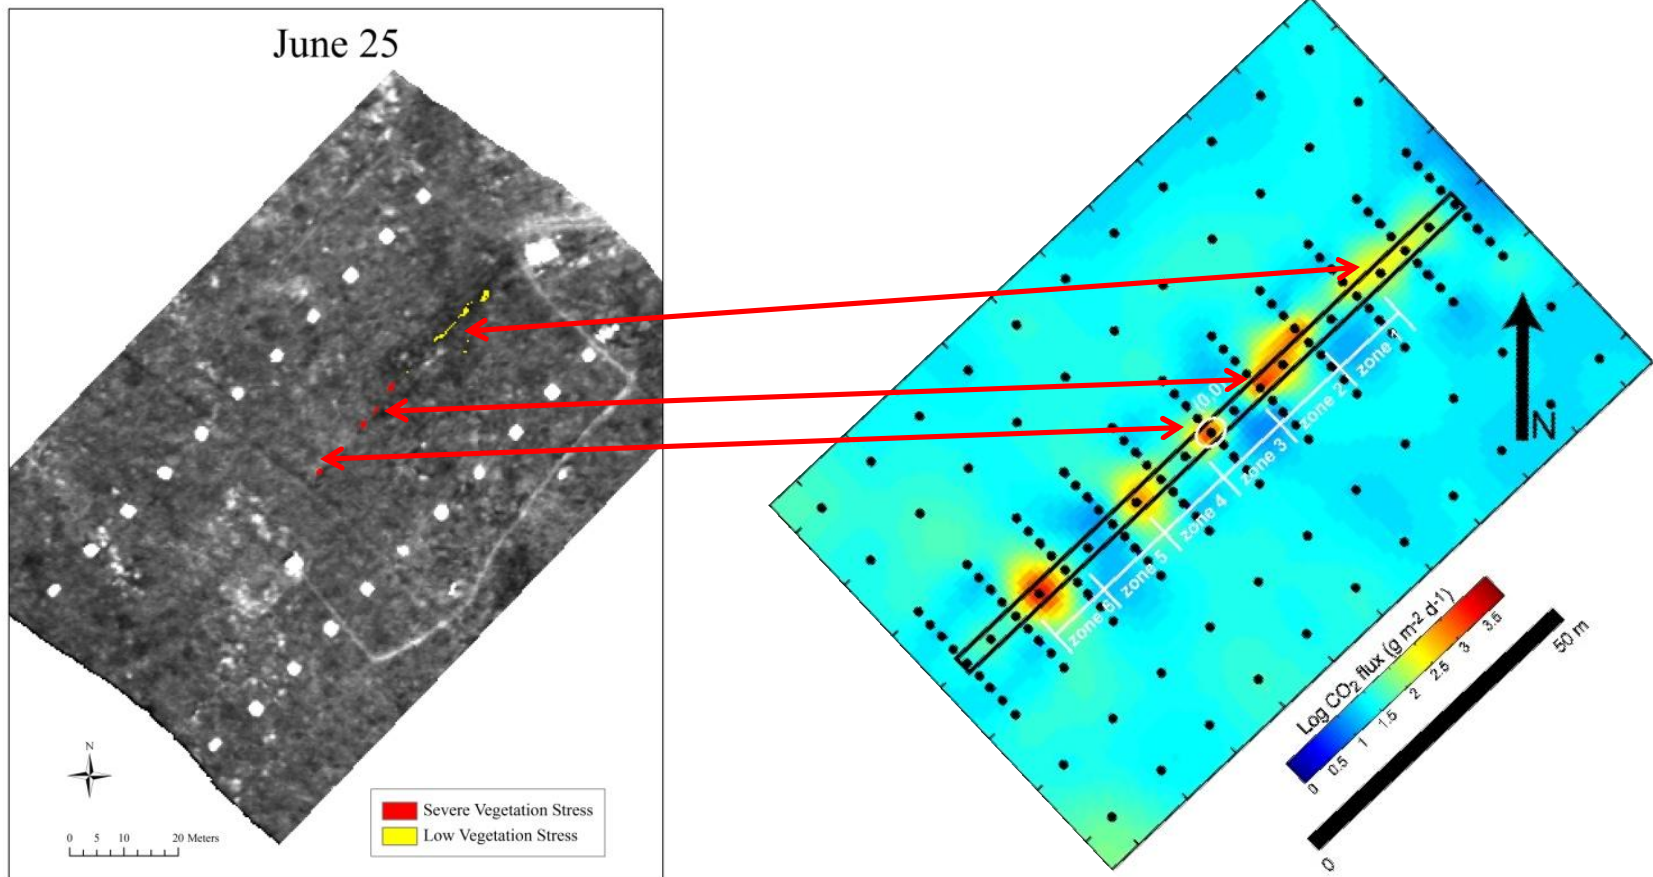 June 25
N
0 5 10 20 Meters
Severe Vegetation Stress
Low Vegetation Stress
(0,0)
zone 1
zone 2
zone 3
zone 4
zone 5
zone 6
N
Log CO₂ flux (g m⁻² d⁻¹)
0 0.5 1 1.5 2 2.5 3 3.5
0 50 m